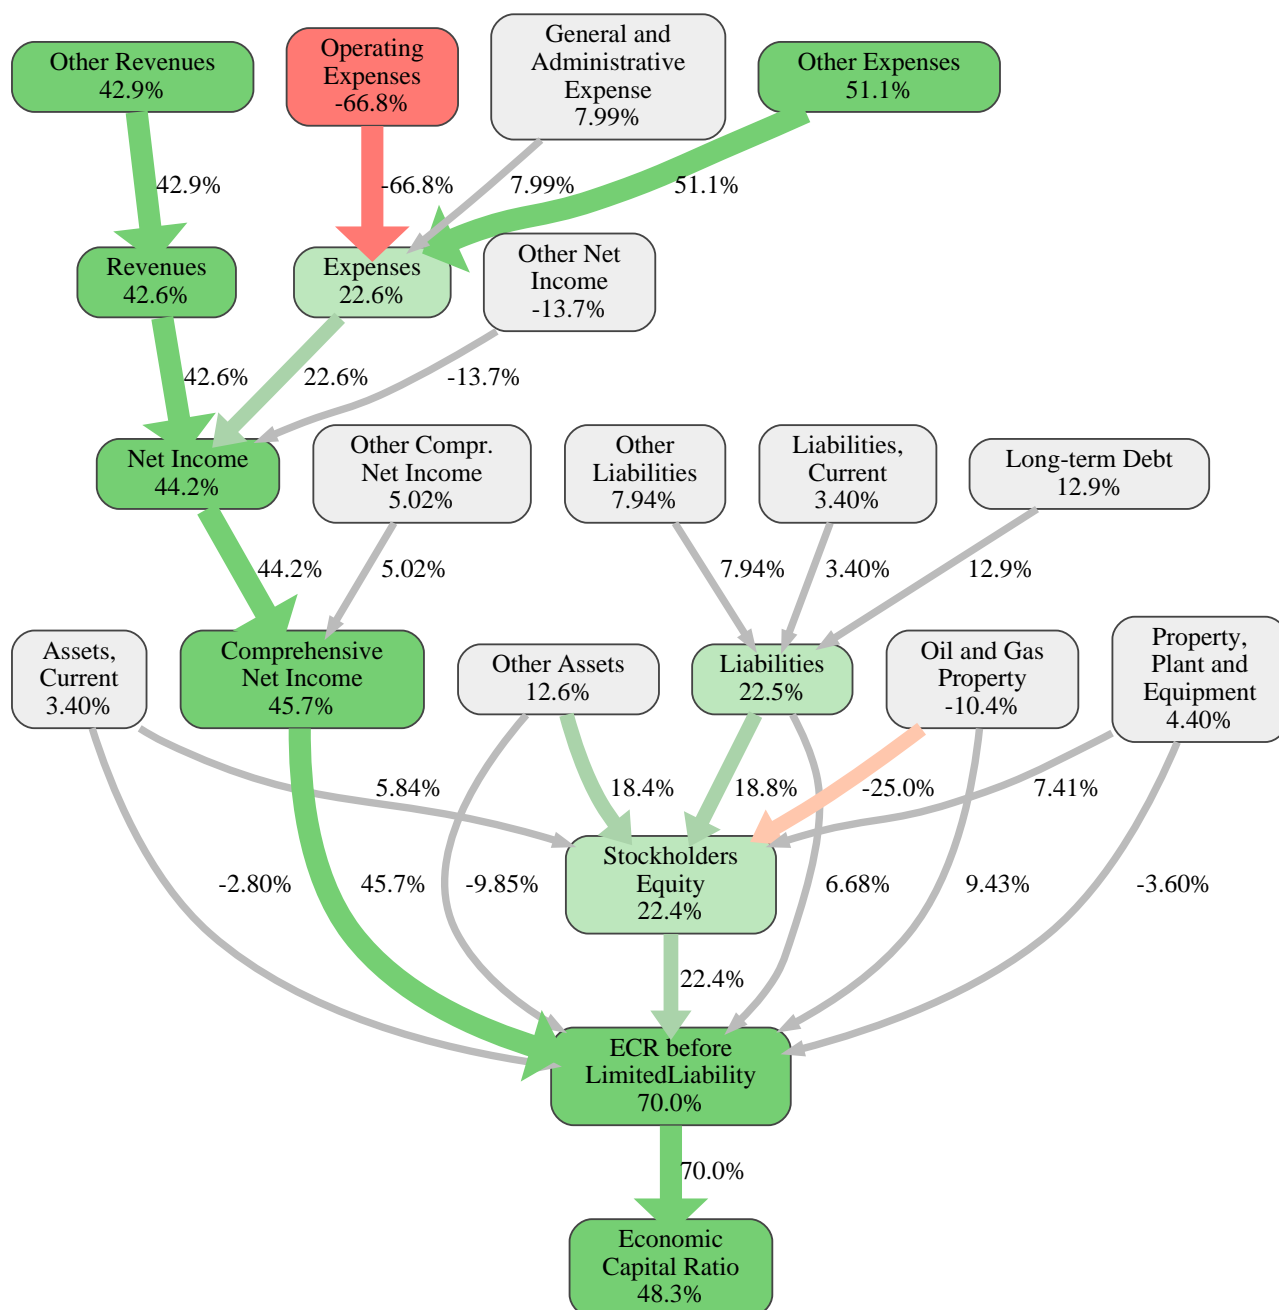 Other Revenues
42.9%
Operating
Expenses
-66.8%
General and
Administrative
Expense
7.99%
Other Expenses
51.1%
42.9%
-66.8%
7.99%
51.1%
Revenues
42.6%
Expenses
22.6%
Other Net
Income
-13.7%
42.6%
22.6%
-13.7%
Net Income
44.2%
Other Compr.
Net Income
5.02%
Other
Liabilities
7.94%
Liabilities,
Current
3.40%
Long-term Debt
12.9%
44.2%
5.02%
7.94%
3.40%
12.9%
Assets,
Current
3.40%
Comprehensive
Net Income
45.7%
Other Assets
12.6%
Liabilities
22.5%
Oil and Gas
Property
-10.4%
Property,
Plant and
Equipment
4.40%
5.84%
18.4%
18.8%
-25.0%
7.41%
Stockholders
Equity
22.4%
-2.80%
45.7%
-9.85%
6.68%
9.43%
-3.60%
22.4%
ECR before
LimitedLiability
70.0%
70.0%
Economic
Capital Ratio
48.3%